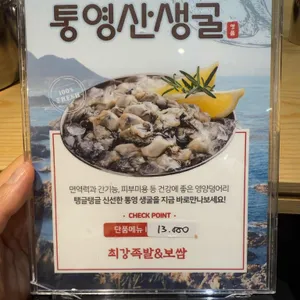 통영산생굴
100%
FRESH
면역력과 간기능, 피부미용 등 건강에 좋은 영양덩어리
탱글탱글 신선한 통영 생굴을 지금 바로만나보세요!
CHECK POINT
단품메뉴 13,000
최강족발&보쌈